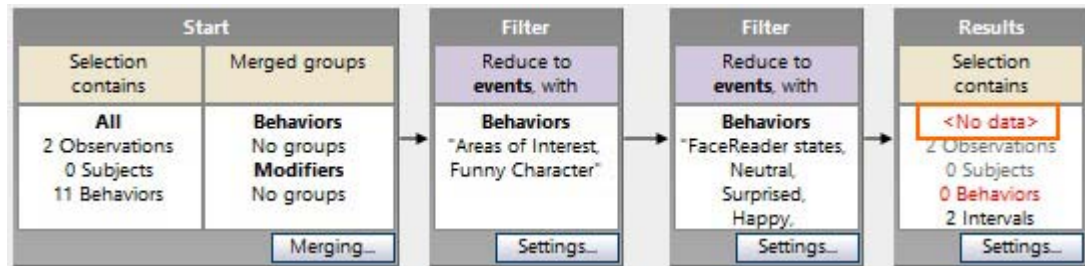 Start
Selection
contains
Merged groups
All
2 Observations
0 Subjects
11 Behaviors
Behaviors
No groups
Modifiers
No groups
Merging...
Filter
Reduce to
events, with
Behaviors
"Areas of Interest,
Funny Character"
Settings...
Filter
Reduce to
events, with
Behaviors
"FaceReader states,
Neutral,
Surprised,
Happy,
Settings...
Results
Selection
contains
<No data>
2 Observations
0 Subjects
0 Behaviors
2 Intervals
Settings...